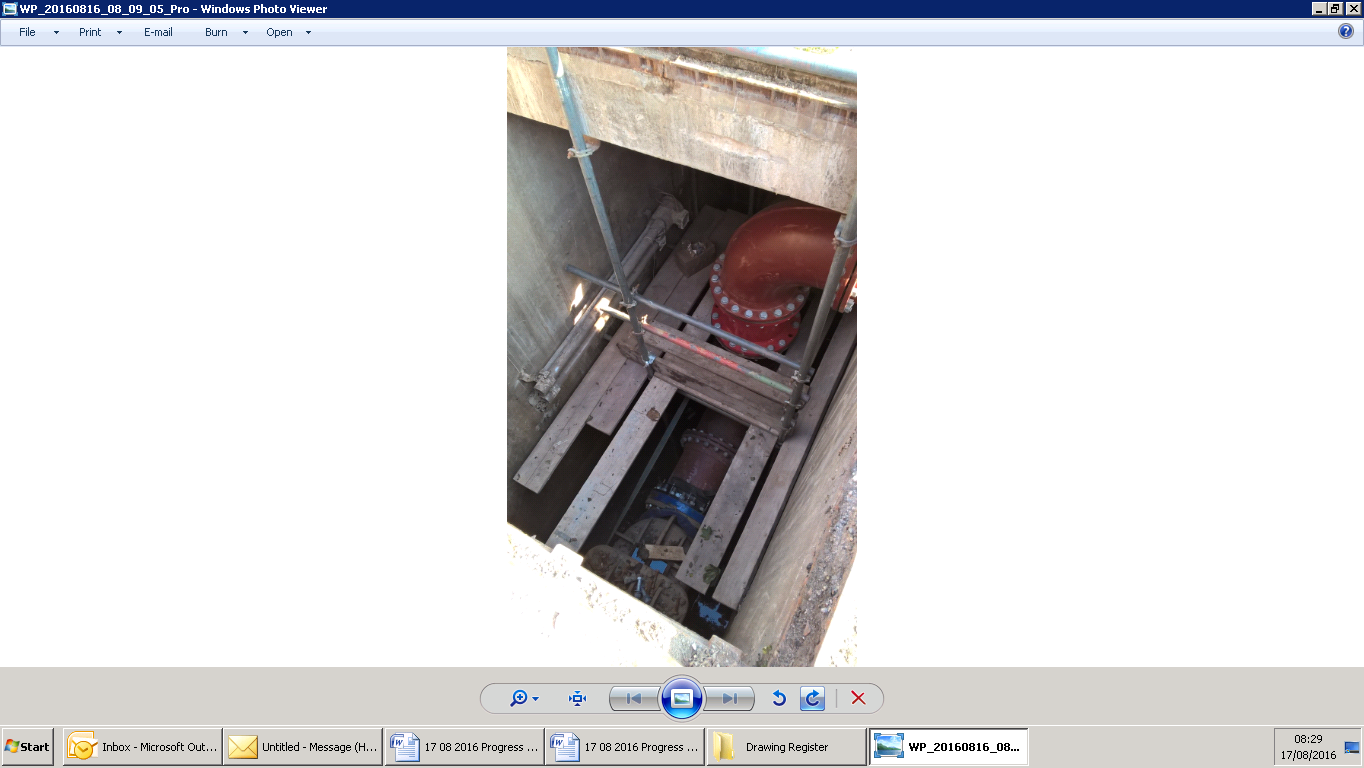 WP_20160816_08_09_05_Pro - Windows Photo Viewer
File Print E-mail Burn Open
Start
Inbox - Microsoft Out...
Untitled - Message (H...
17 08 2016 Progress ...
17 08 2016 Progress ...
Drawing Register
WP_20160816_08...
08:29
17/08/2016